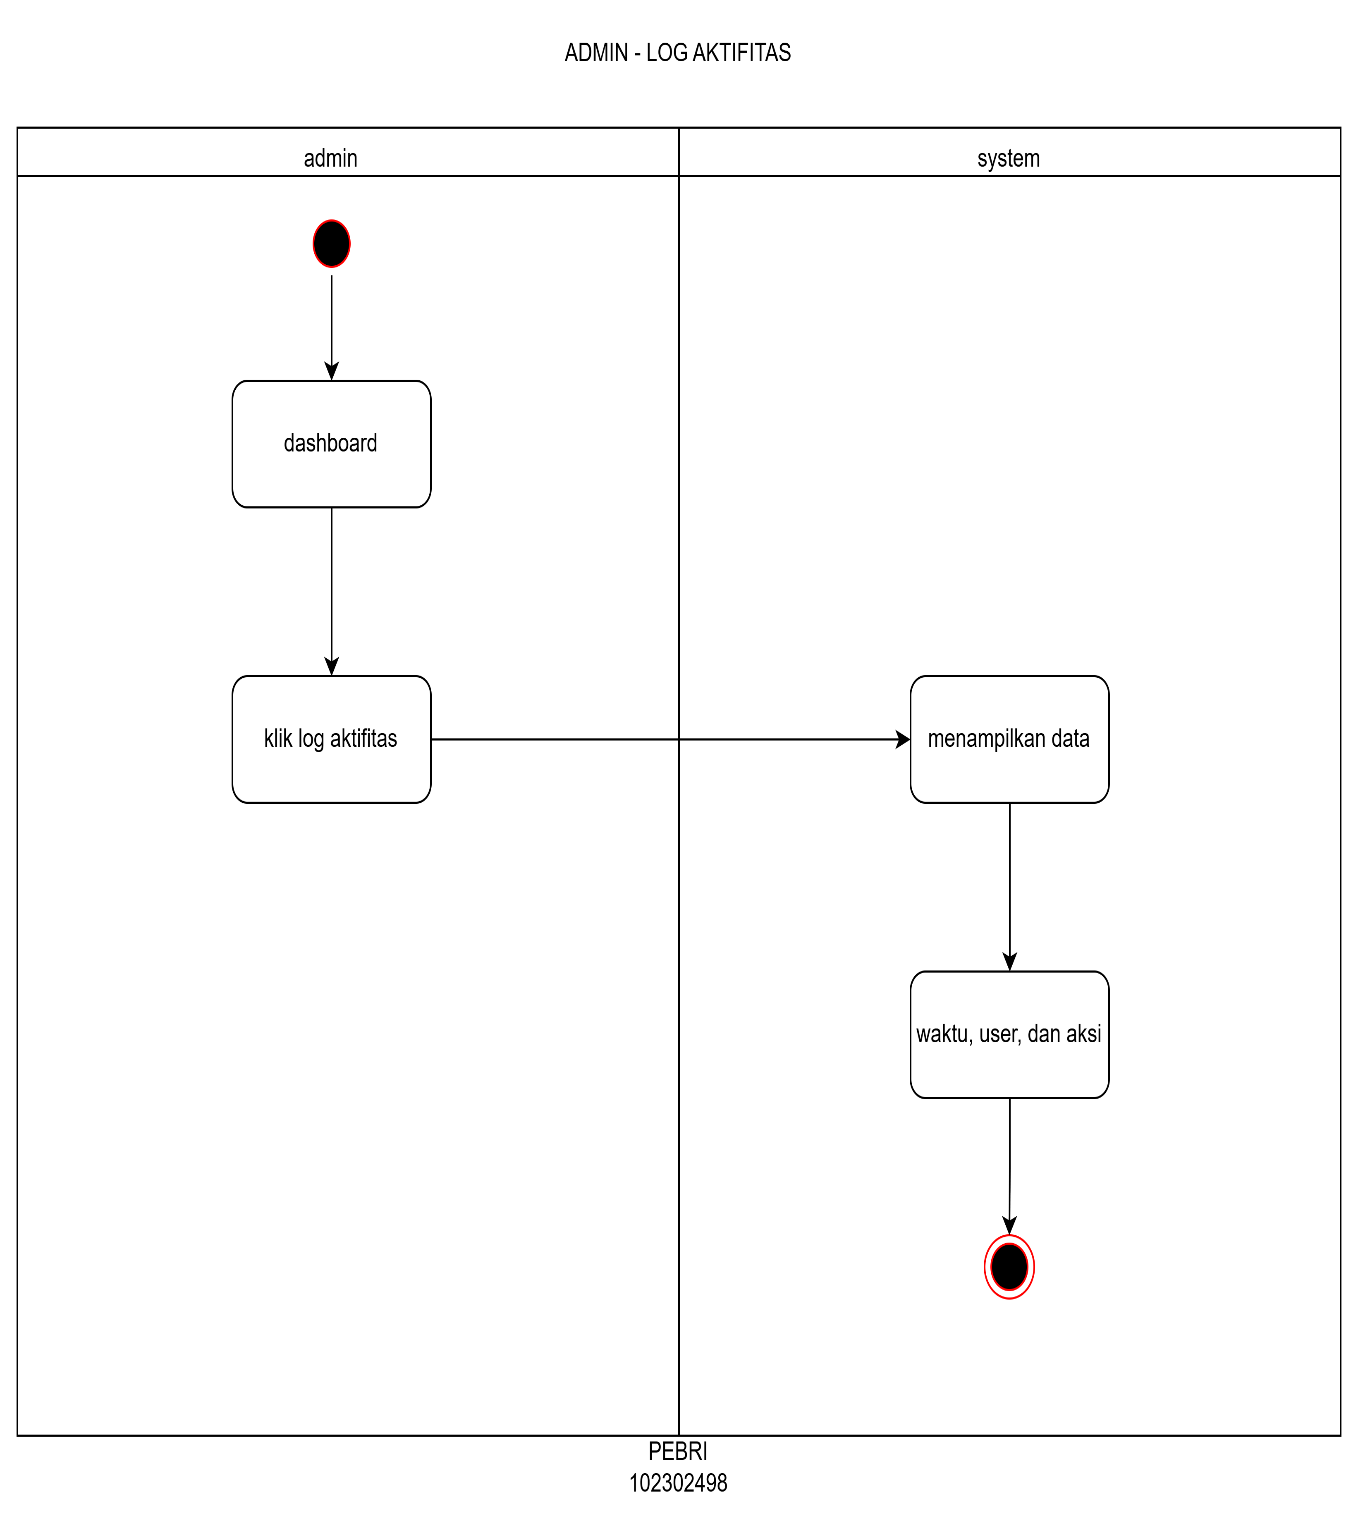 ADMIN - LOG AKTIFITAS
admin
system
dashboard
klik log aktifitas
menampilkan data
waktu, user, dan aksi
PEBRI
102302498